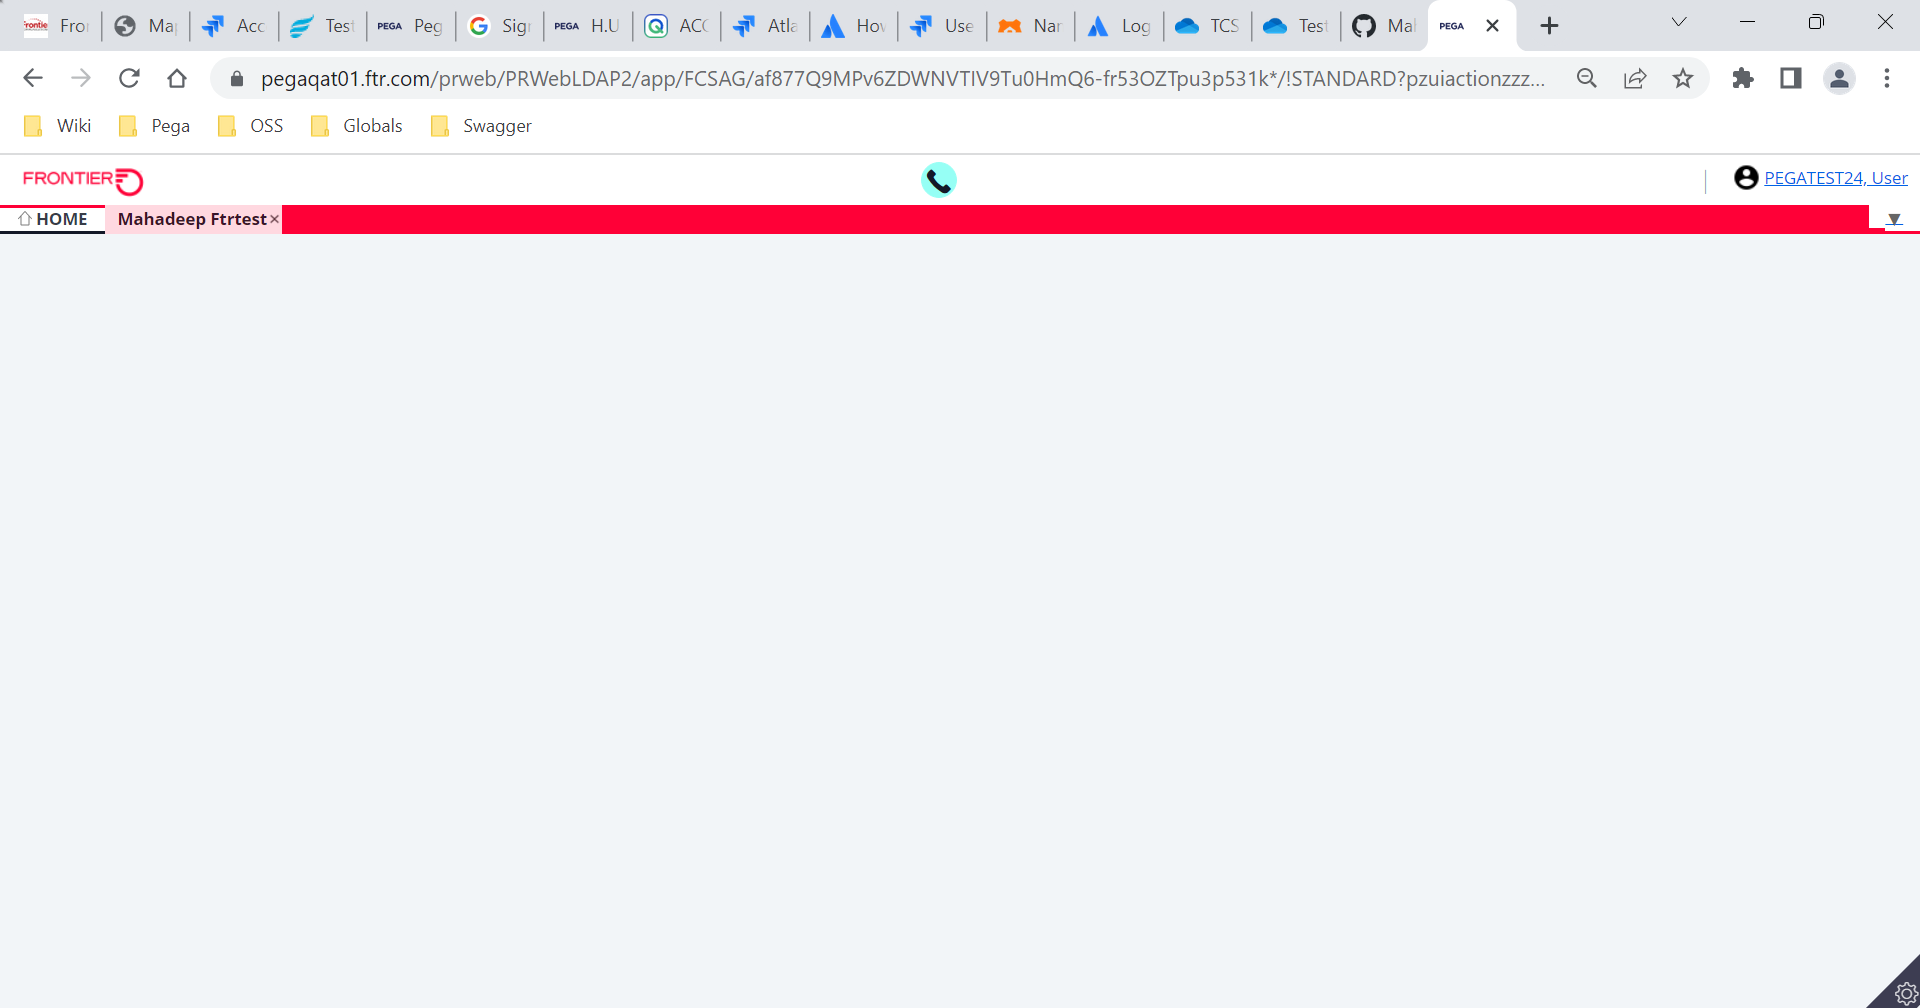 Fro Ma Acc Test PEGA Peg Sig PEGA H.U ACC Atla How Use Nar Log TCS Test Mal PEGA
pegaqat01.ftr.com/prweb/PRWebLDAP2/app/FCSAG/af877Q9MPv6ZDWNVTIV9Tu0HmQ6-fr53OZTpu3p531k*/!STANDARD?pzuiactionzzz...
Wiki Pega OSS Globals Swagger
FRONTIER
PEGATEST24, User
HOME Mahadeep Ftrtest